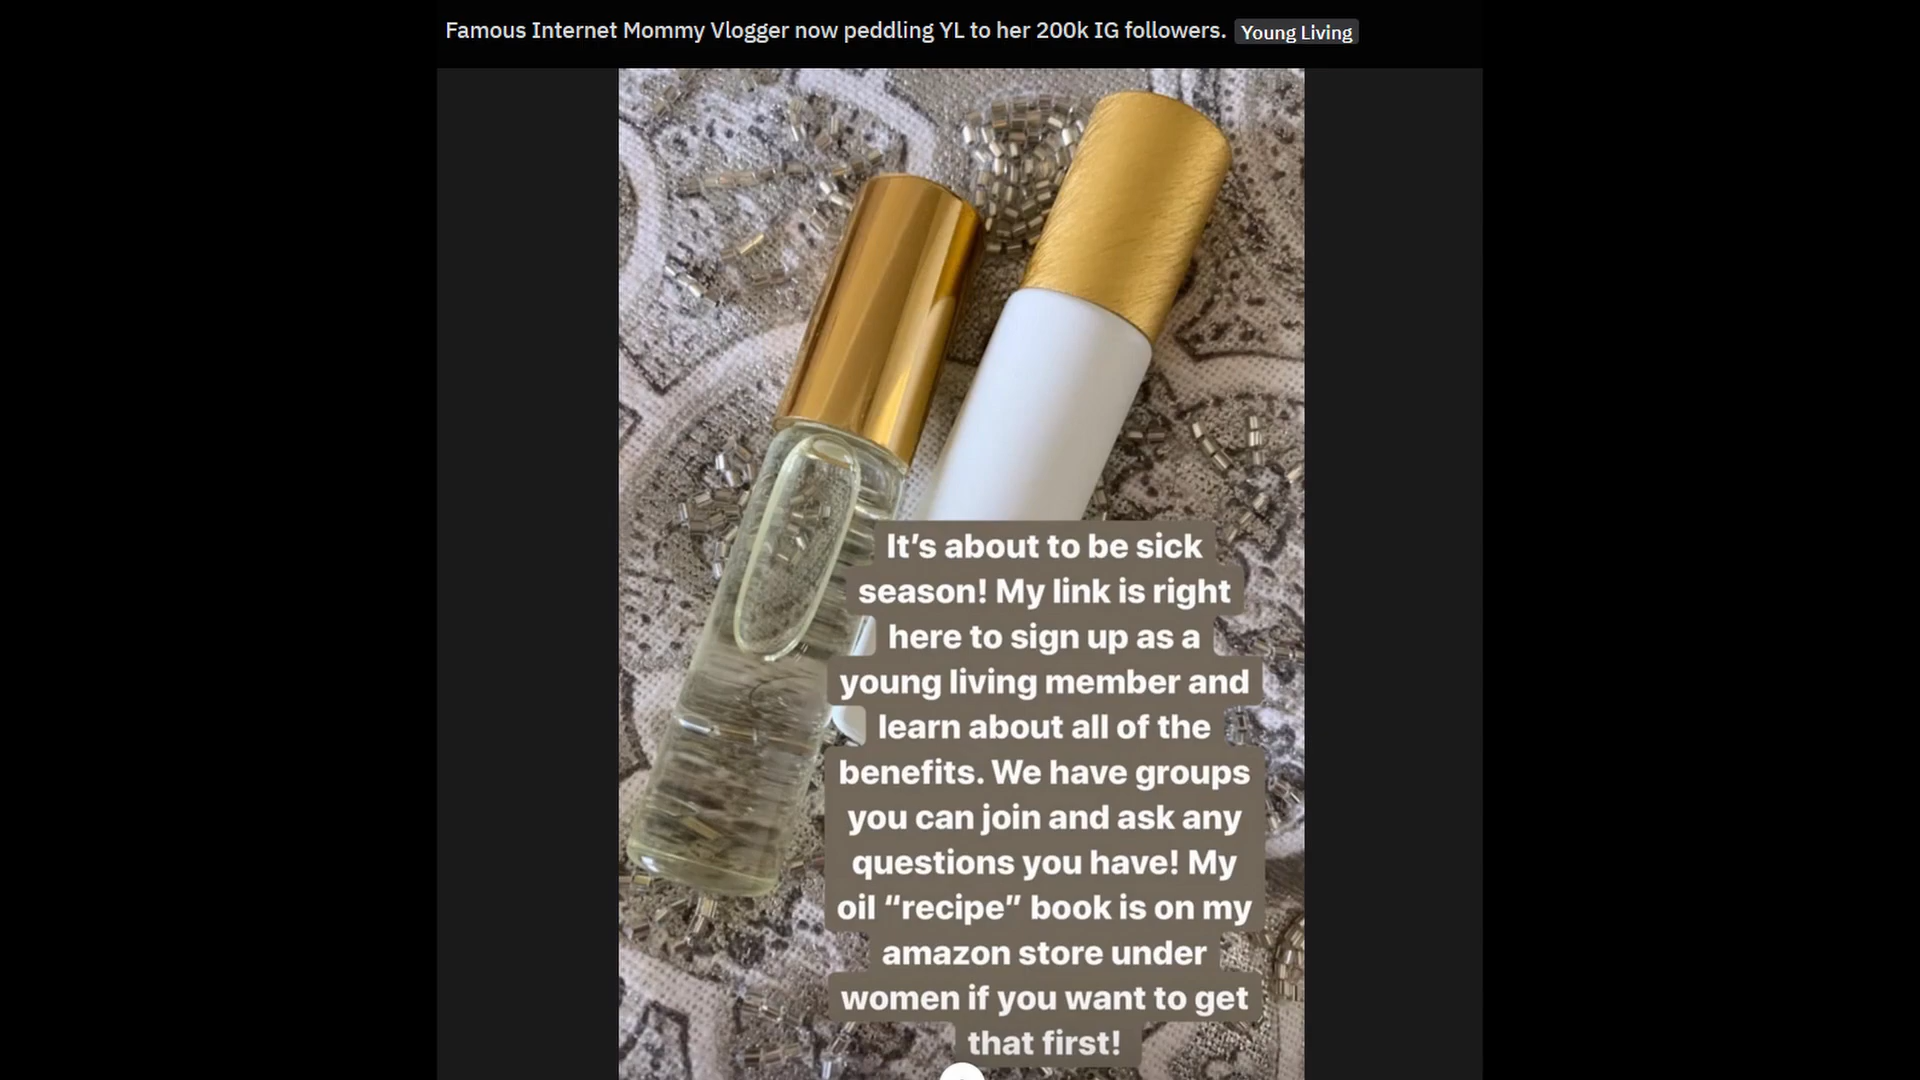 Famous Internet Mommy Vlogger now peddling YL to her 200k IG followers. Young Living
It's about to be sick
season! My link is right
here to sign up as a
young living member and
learn about all of the
benefits. We have groups
you can join and ask any
questions you have! My
oil “recipe” book is on my
amazon store under
women if you want to get
that first!